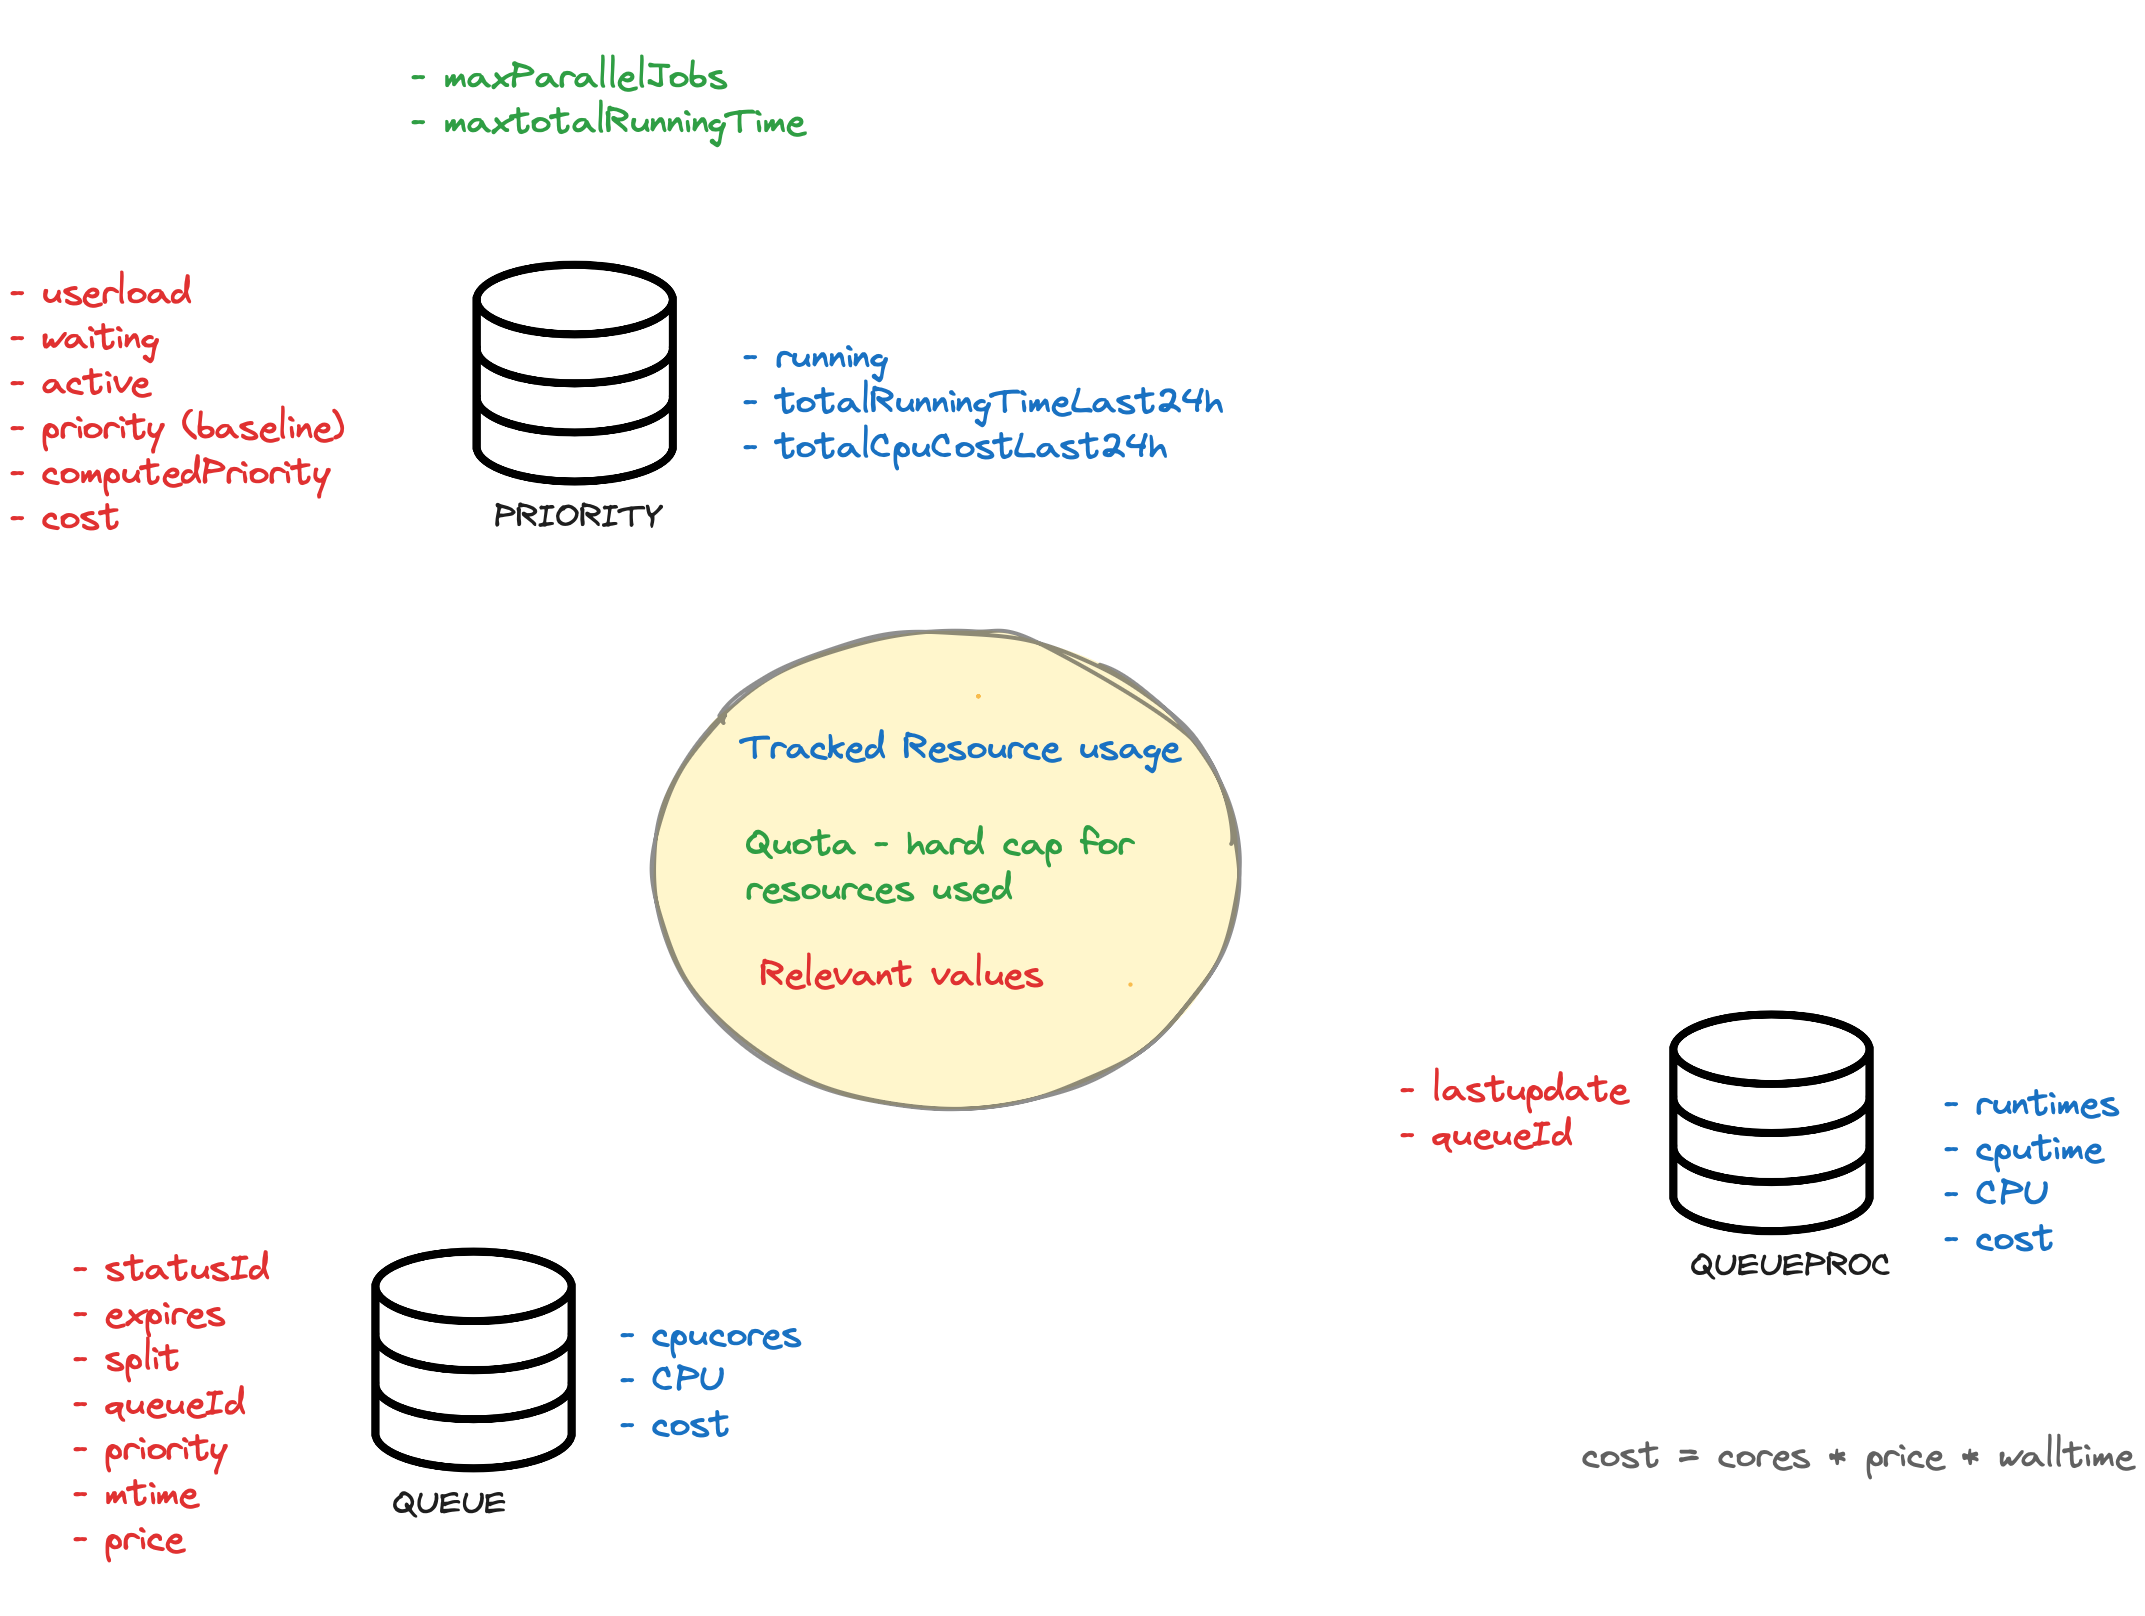 - maxParallelJobs
- maxtotalRunningTime
- userload
- waiting
- active
- priority (baseline)
- computedPriority
- cost
- running
- totalRunningTimeLast24h
- totalCpuCostLast24h
PRIORITY
Tracked Resource usage
Quota - hard cap for
resources used
Relevant values
- lastupdate
- queueId
- runtimes
- cputime
- CPU
- cost
QUEUEPROC
- statusId
- expires
- split
- queueId
- priority
- mtime
- price
- cpucores
- CPU
- cost
QUEUE
cost = cores * price * walltime